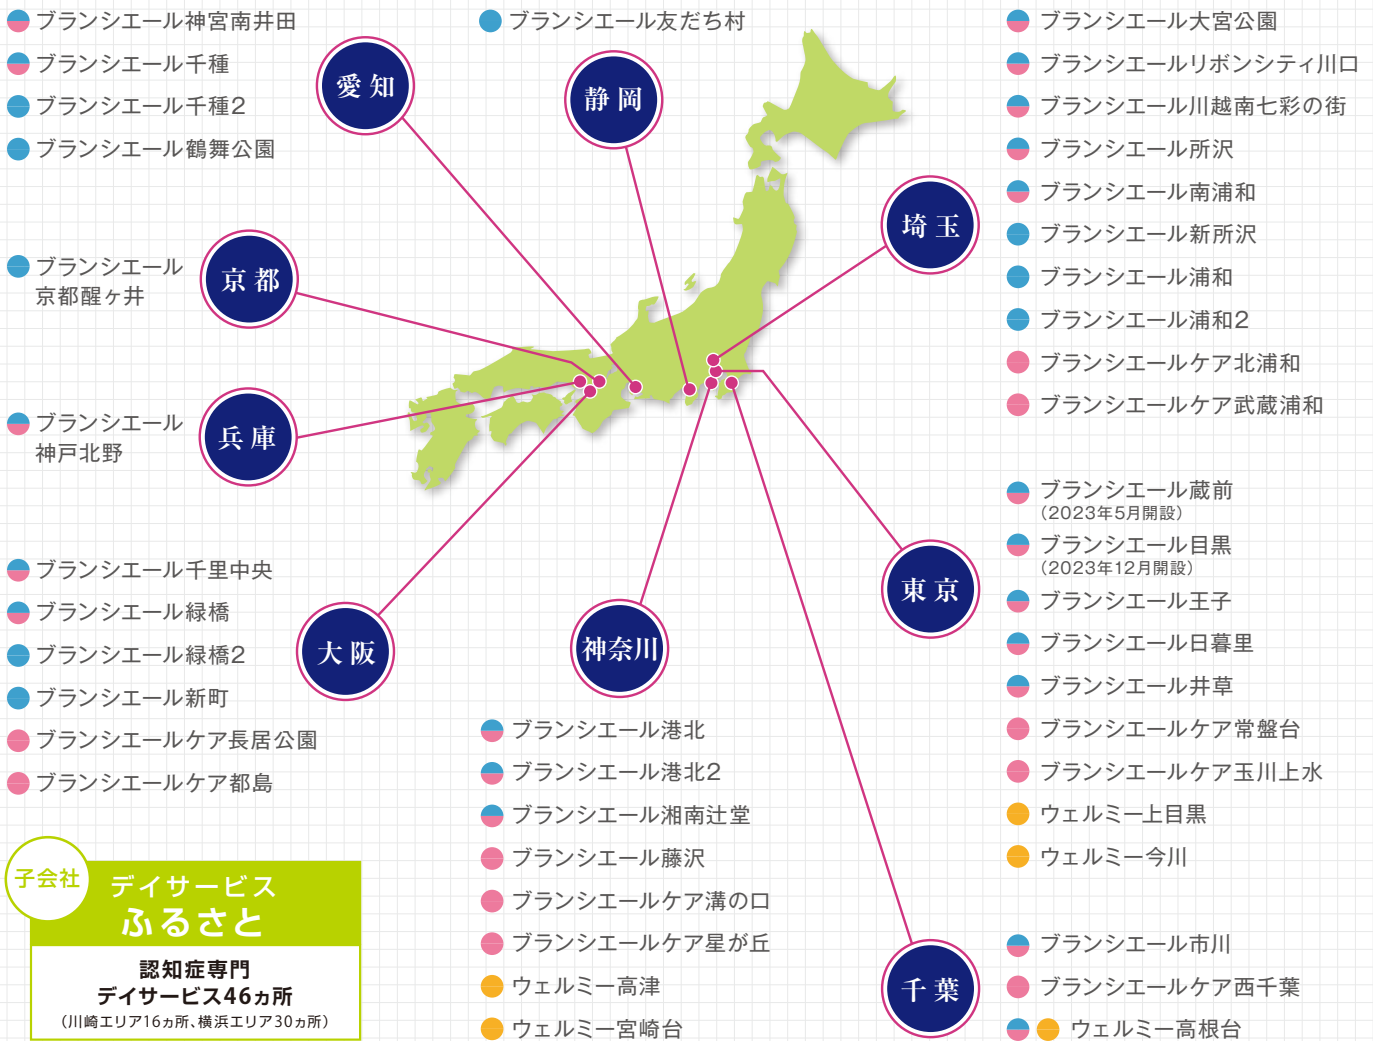 ブランシエール神宮南井田
ブランシエール千種
ブランシエール千種2
ブランシエール鶴舞公園
愛知
ブランシエール友だち村
静岡
ブランシエール大宮公園
ブランシエールリボンシティ川口
ブランシエール川越南七彩の街
ブランシエール所沢
ブランシエール南浦和
ブランシエール新所沢
ブランシエール浦和
ブランシエール浦和2
ブランシエールケア北浦和
ブランシエールケア武蔵浦和
埼玉
ブランシエール
京都醒ヶ井
京都
ブランシエール
神戸北野
兵庫
ブランシエール蔵前
（2023年5月開設）
ブランシエール目黒
（2023年12月開設）
ブランシエール王子
ブランシエール日暮里
ブランシエール井草
ブランシエールケア常盤台
ブランシエールケア玉川上水
ウェルミー上目黒
ウェルミー今川
東京
ブランシエール千里中央
ブランシエール緑橋
ブランシエール緑橋2
ブランシエール新町
ブランシエールケア長居公園
ブランシエールケア都島
大阪
神奈川
ブランシエール港北
ブランシエール港北2
ブランシエール湘南辻堂
ブランシエール藤沢
ブランシエールケア溝の口
ブランシエールケア星が丘
ウェルミー高津
ウェルミー宮崎台
千葉
ブランシエール市川
ブランシエールケア西千葉
ウェルミー高根台
子会社
デイサービス
ふるさと
認知症専門
デイサービス46ヵ所
（川崎エリア16ヵ所、横浜エリア30ヵ所）